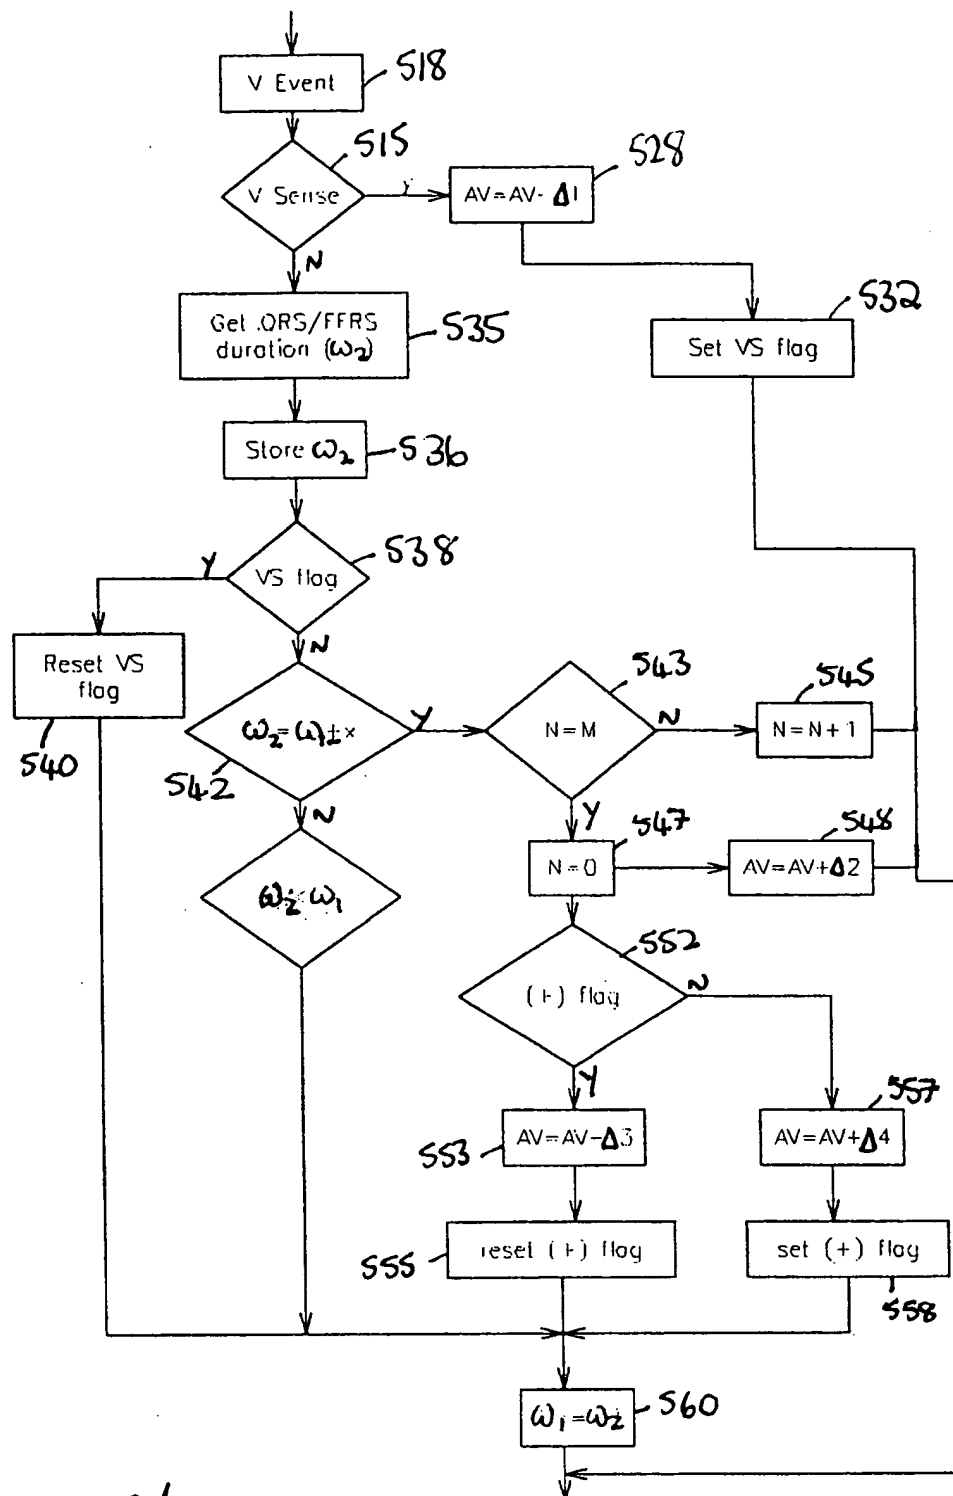 V Event
518
V Sense
515
Y
AV=AV-Δ1
528
N
Get QRS/FFRS
duration (ω₂)
535
Set VS flag
532
Store ω₂
536
VS flag
538
Y
N
Reset VS
flag
540
ω₂=ω₁±×
542
Y
N=M
543
N
N=N+1
545
N
Y
N=0
547
AV=AV+Δ2
548
(+) flag
552
N
Y
AV=AV-Δ3
553
AV=AV+Δ4
557
reset (+) flag
555
set (+) flag
558
ω₁=ω₂
560